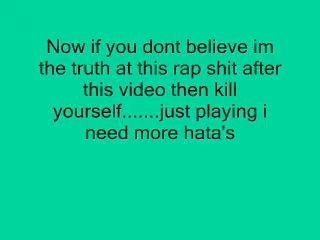 Now if you dont believe im
the truth at this rap shit after
this video then kill
yourself.......just playing i
need more hata's